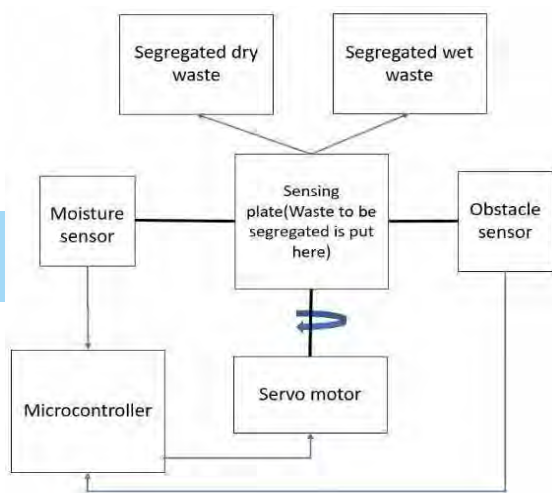 Segregated dry
waste
Segregated wet
waste
Sensing
plate(Waste to be
segregated is put
here)
Moisture
sensor
Obstacle
sensor
Microcontroller
Servo motor